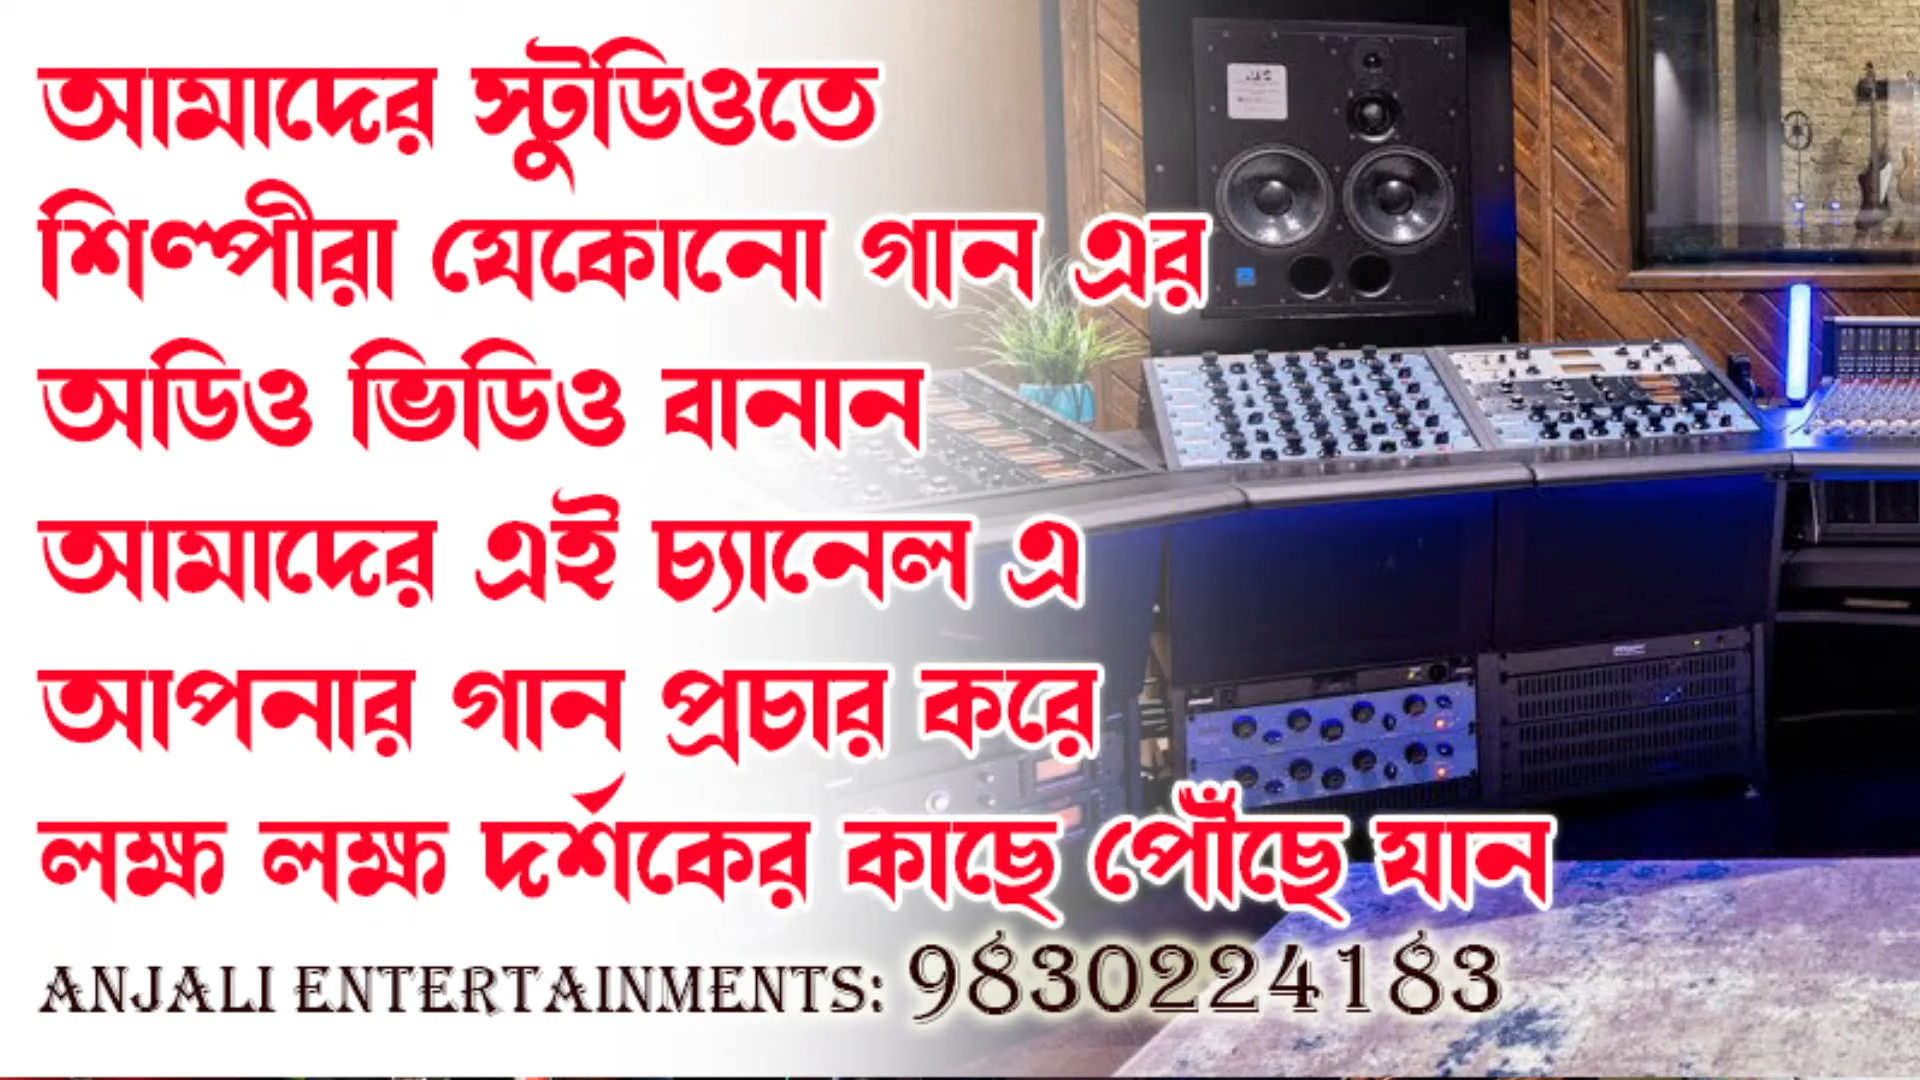 আমাদের স্টুডিওতে
শিল্পীরা যেকোনো গান এর
অডিও ভিডিও বানান
আমাদের এই চ্যানেল এ
আপনার গান প্রচার করে
লক্ষ লক্ষ দর্শকের কাছে পৌঁছে যান
ANJALI ENTERTAINMENTS: 9830224183